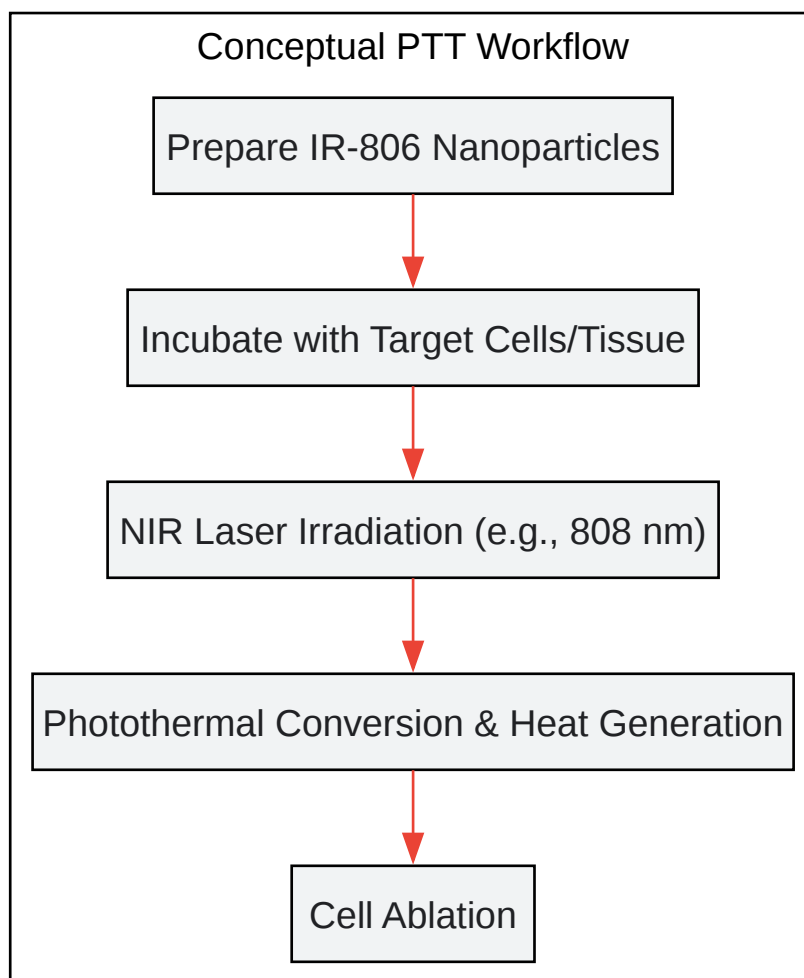 Conceptual PTT Workflow
Prepare IR-806 Nanoparticles
Incubate with Target Cells/Tissue
NIR Laser Irradiation (e.g., 808 nm)
Photothermal Conversion & Heat Generation
Cell Ablation